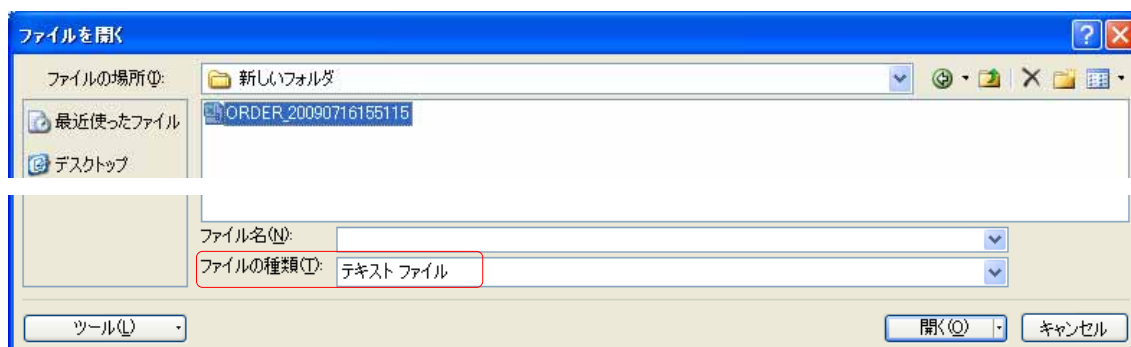 ファイルを開く
ファイルの場所(I):
新しいフォルダ
最近使ったファイル
ORDER_20090716155115
デスクトップ
ファイル名(N):
ファイルの種類(T):
テキスト ファイル
ツール(L)
開く(O)
キャンセル